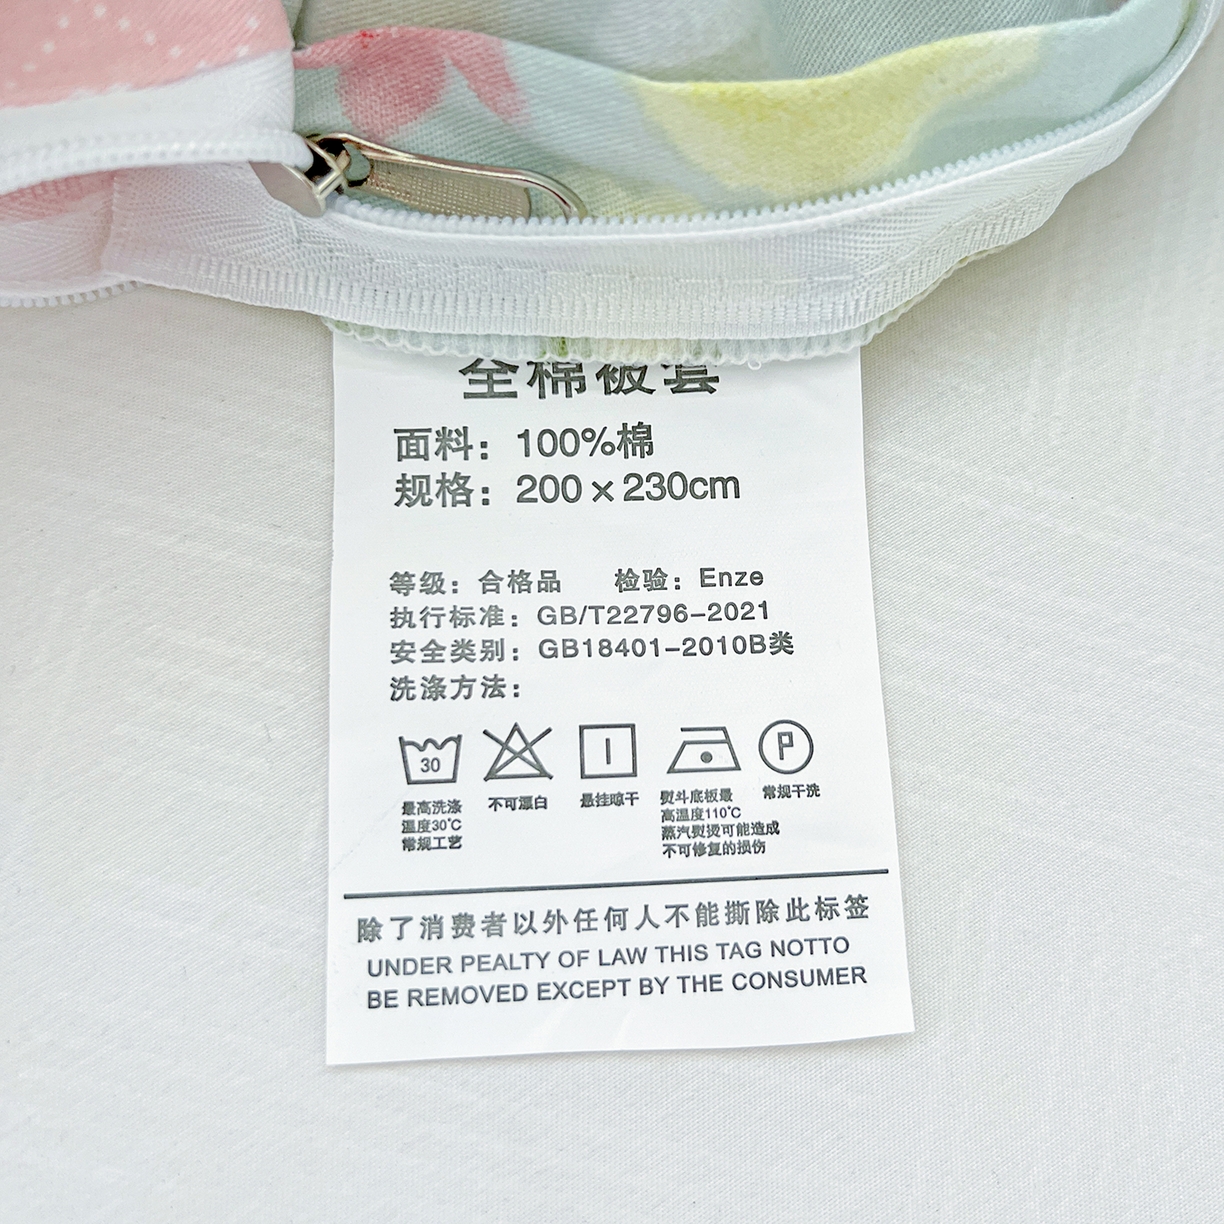 全棉被套
面料：100%棉
规格：200×230cm
等级：合格品 检验：Enze
执行标准：GB/T22796-2021
安全类别：GB18401-2010B类
洗涤方法：
30
P
最高洗涤
温度30℃
常规工艺
不可漂白
悬挂晾干
熨斗底板最
高温度110℃
蒸汽熨烫可能造成
不可修复的损伤
常规干洗
除了消费者以外任何人不能撕除此标签
UNDER PEALTY OF LAW THIS TAG NOTTO
BE REMOVED EXCEPT BY THE CONSUMER